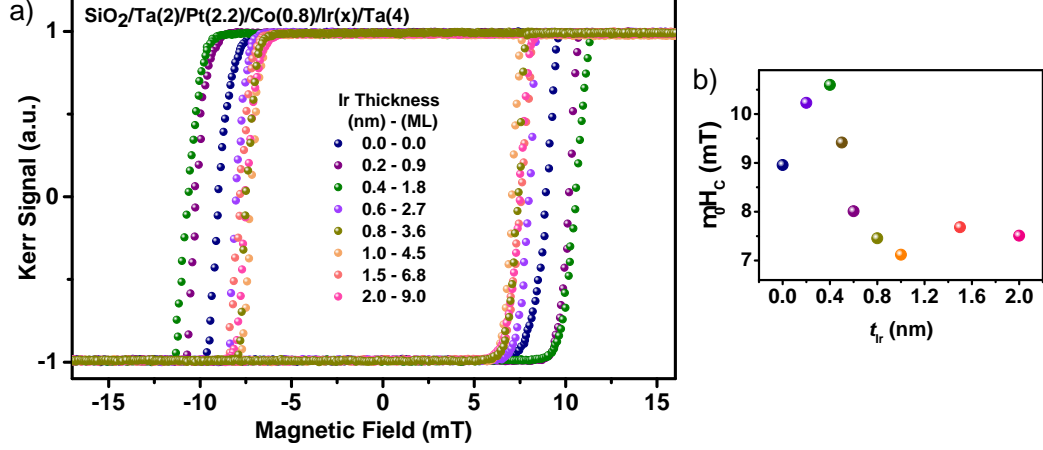 a)
SiO2/Ta(2)/Pt(2.2)/Co(0.8)/Ir(x)/Ta(4)
Kerr Signal (a.u.)
1
0
-1
Ir Thickness
(nm) - (ML)
0.0 - 0.0
0.2 - 0.9
0.4 - 1.8
0.6 - 2.7
0.8 - 3.6
1.0 - 4.5
1.5 - 6.8
2.0 - 9.0
-15 -10 -5 0 5 10 15
Magnetic Field (mT)
b)
m0HC (mT)
10
9
8
7
0.0 0.4 0.8 1.2 1.6 2.0
tIr (nm)